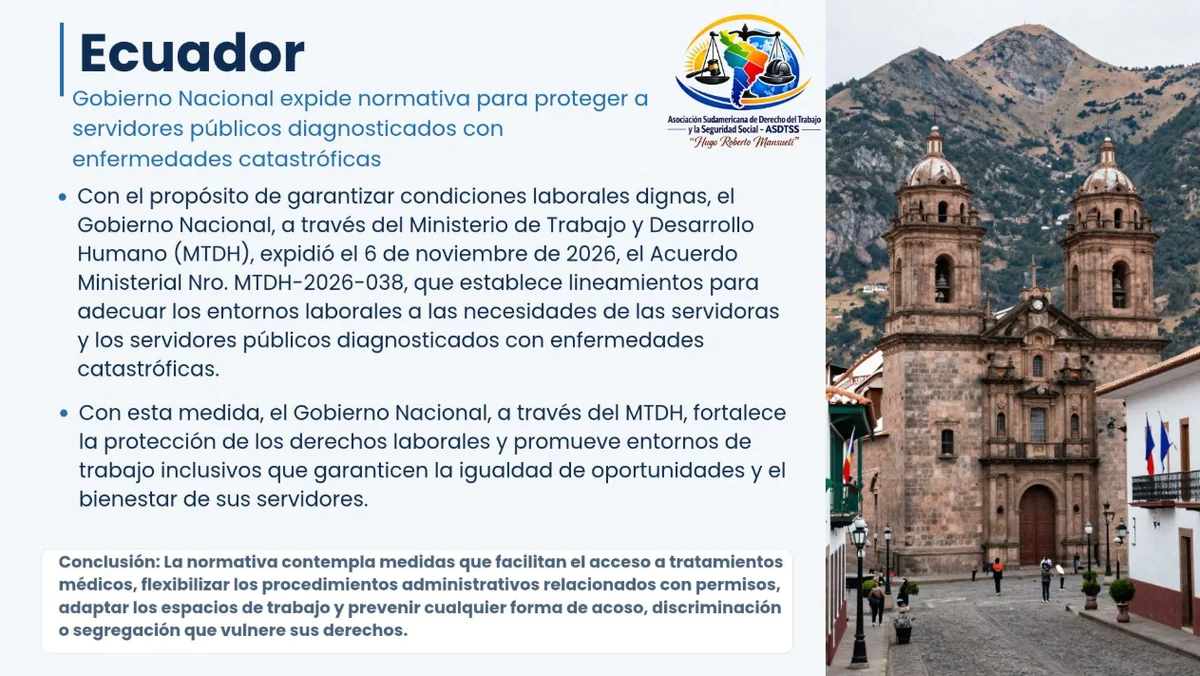 Ecuador
Gobierno Nacional expide normativa para proteger a
servidores públicos diagnosticados con
enfermedades catastróficas
Asociación Sudamericana de Derecho del Trabajo
y la Seguridad Social - ASDTSS
"Hugo Roberto Mansueti"
• Con el propósito de garantizar condiciones laborales dignas, el
Gobierno Nacional, a través del Ministerio de Trabajo y Desarrollo
Humano (MTDH), expidió el 6 de noviembre de 2026, el Acuerdo
Ministerial Nro. MTDH-2026-038, que establece lineamientos para
adecuar los entornos laborales a las necesidades de las servidoras
y los servidores públicos diagnosticados con enfermedades
catastróficas.
• Con esta medida, el Gobierno Nacional, a través del MTDH, fortalece
la protección de los derechos laborales y promueve entornos de
trabajo inclusivos que garanticen la igualdad de oportunidades y el
bienestar de sus servidores.
Conclusión: La normativa contempla medidas que facilitan el acceso a tratamientos
médicos, flexibilizar los procedimientos administrativos relacionados con permisos,
adaptar los espacios de trabajo y prevenir cualquier forma de acoso, discriminación
o segregación que vulnere sus derechos.